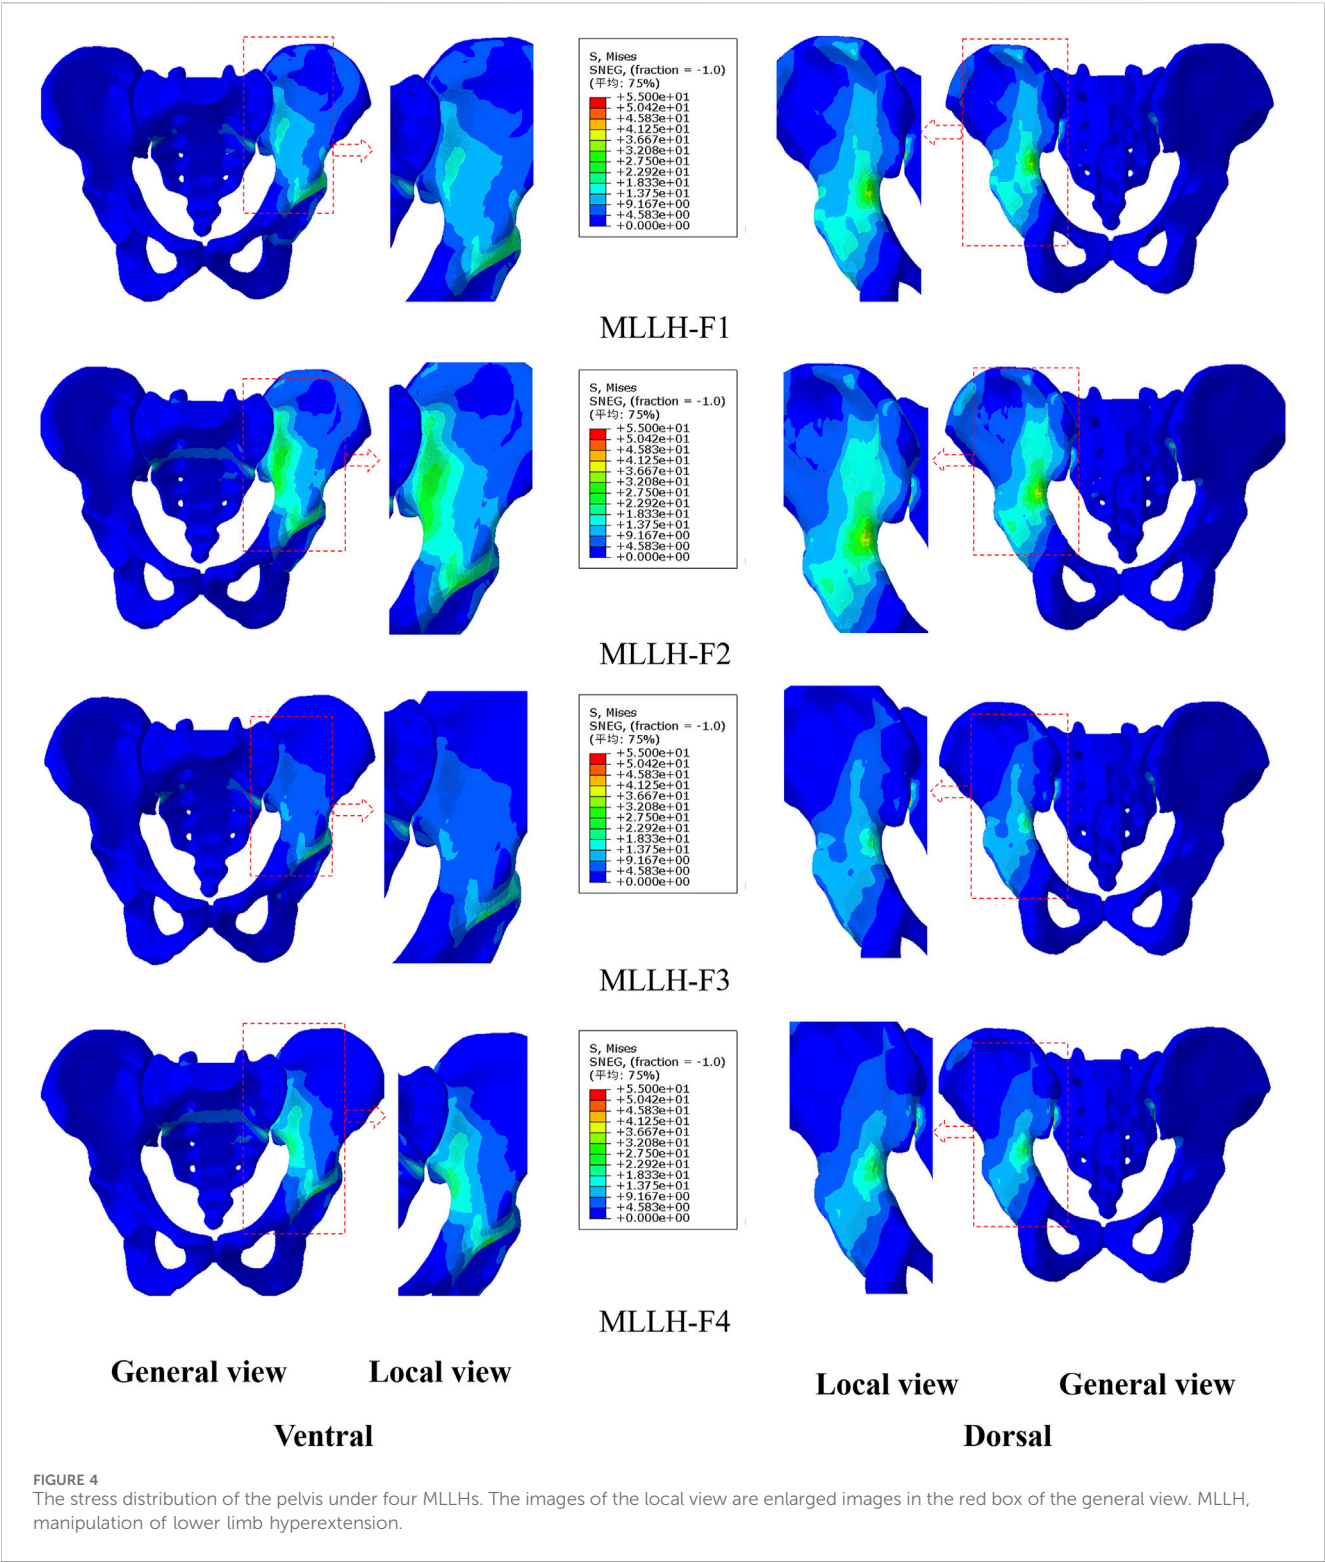 S, Mises
SNEG, (fraction = -1.0)
(平均: 75%)
+5.500e+01
+5.042e+01
+4.583e+01
+4.125e+01
+3.667e+01
+3.208e+01
+2.750e+01
+2.292e+01
+1.833e+01
+1.375e+01
+9.167e+00
+4.583e+00
+0.000e+00
MLLH-F1
S, Mises
SNEG, (fraction = -1.0)
(平均: 75%)
+5.500e+01
+5.042e+01
+4.583e+01
+4.125e+01
+3.667e+01
+3.208e+01
+2.750e+01
+2.292e+01
+1.833e+01
+1.375e+01
+9.167e+00
+4.583e+00
+0.000e+00
MLLH-F2
S, Mises
SNEG, (fraction = -1.0)
(平均: 75%)
+5.500e+01
+5.042e+01
+4.583e+01
+4.125e+01
+3.667e+01
+3.208e+01
+2.750e+01
+2.292e+01
+1.833e+01
+1.375e+01
+9.167e+00
+4.583e+00
+0.000e+00
MLLH-F3
S, Mises
SNEG, (fraction = -1.0)
(平均: 75%)
+5.500e+01
+5.042e+01
+4.583e+01
+4.125e+01
+3.667e+01
+3.208e+01
+2.750e+01
+2.292e+01
+1.833e+01
+1.375e+01
+9.167e+00
+4.583e+00
+0.000e+00
MLLH-F4
General view Local view Local view General view
Ventral Dorsal
FIGURE 4
The stress distribution of the pelvis under four MLLHs. The images of the local view are enlarged images in the red box of the general view. MLLH,
manipulation of lower limb hyperextension.